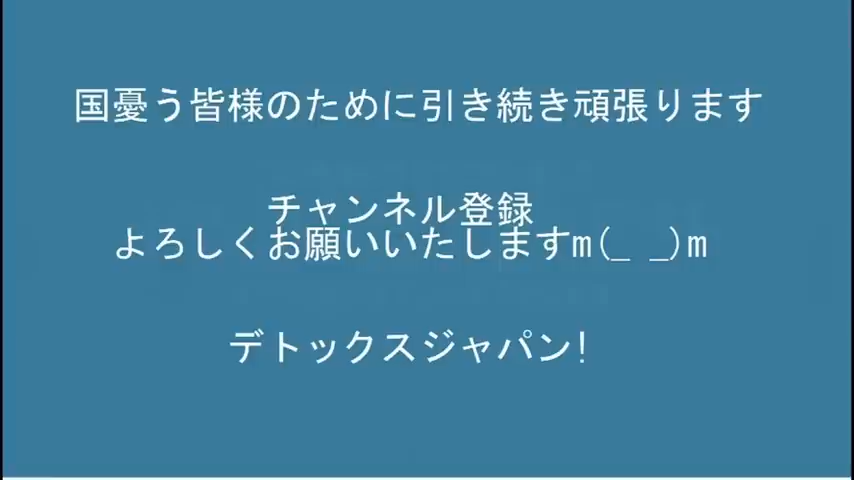 国憂う皆様のために引き続き頑張ります
チャンネル登録
よろしくお願いいたしますm(_ _)m
デトックスジャパン!